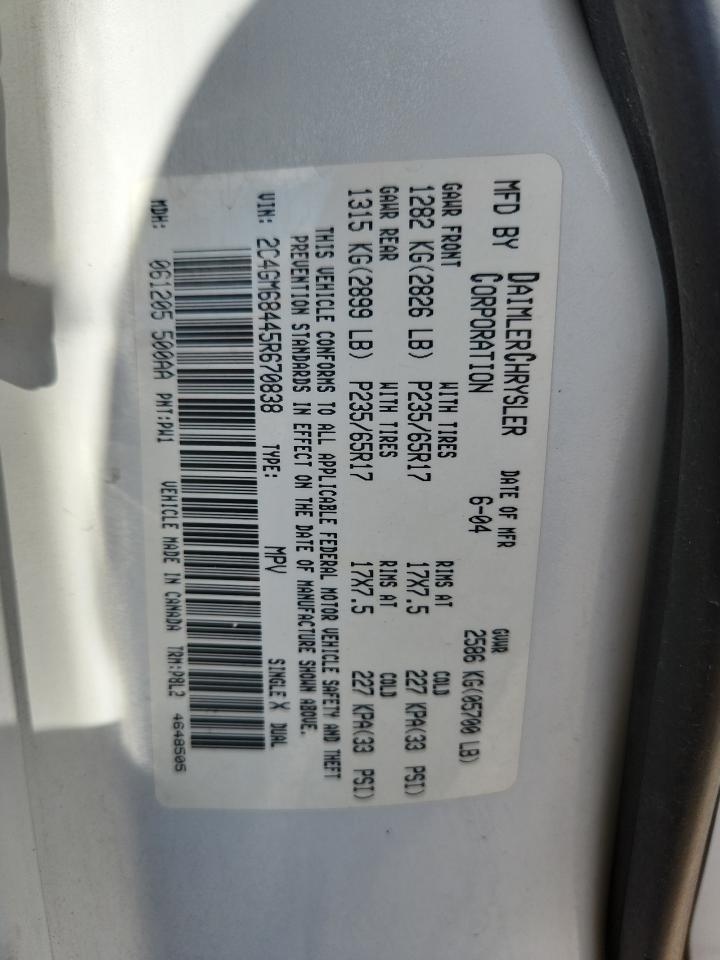 MFD BY DAIMLERCHRYSLER CORPORATION DATE OF MFR 6-04 GVWR 2586 KG(05700 LB)
GAWR FRONT WITH TIRES RIMS AT COLD
1282 KG(2826 LB) P235/65R17 17X7.5 227 KPA(33 PSI)
GAWR REAR WITH TIRES RIMS AT COLD
1315 KG(2899 LB) P235/65R17 17X7.5 227 KPA(33 PSI)
THIS VEHICLE CONFORMS TO ALL APPLICABLE FEDERAL MOTOR VEHICLE SAFETY AND THEFT
PREVENTION STANDARDS IN EFFECT ON THE DATE OF MANUFACTURE SHOWN ABOVE.
VIN: 2C4GM68445R670838 TYPE: MPV SINGLE X DUAL
MDH: 061205 500AA PNT:PW1 VEHICLE MADE IN CANADA TRM:P8L2 4648505